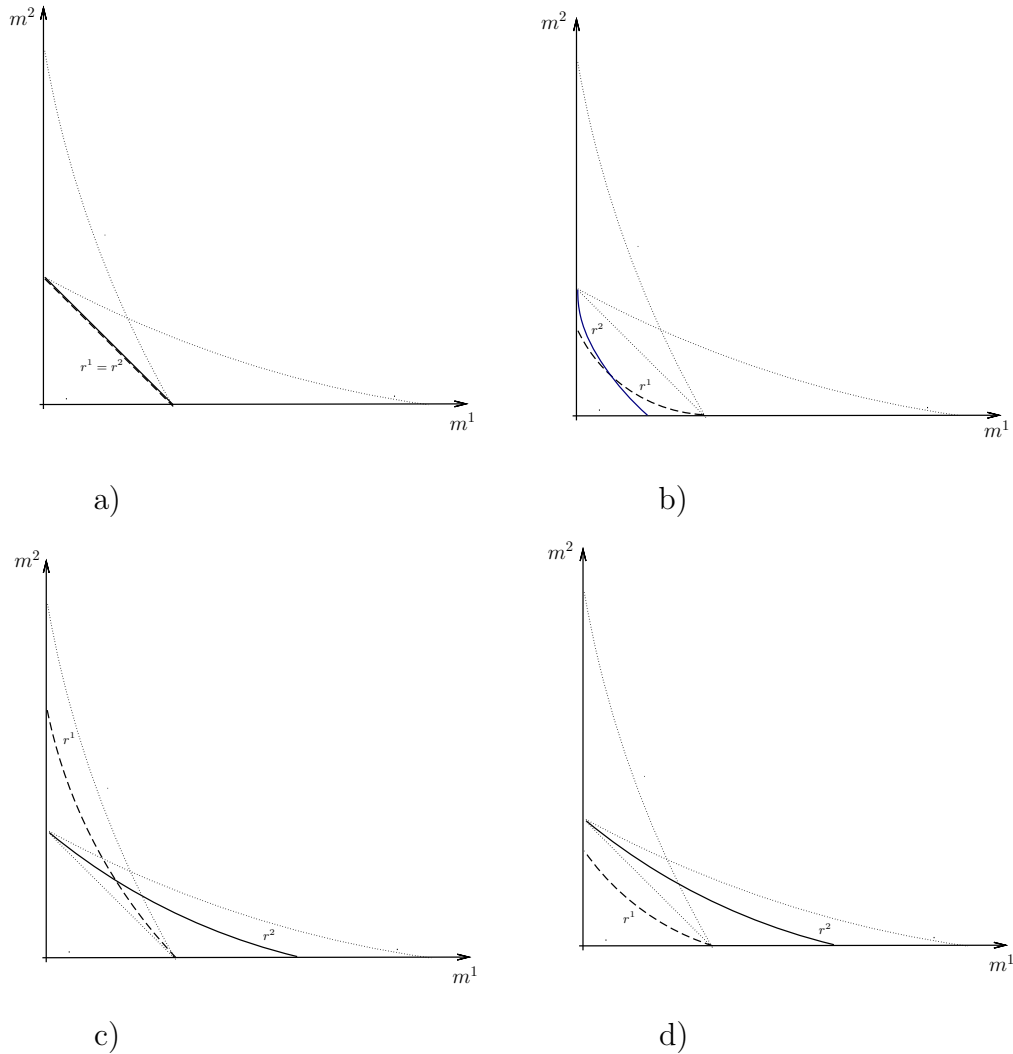 m² m²
r¹ = r² r² r¹
m¹ m¹
a) b)
m² m²
r¹ r² r¹ r²
m¹ m¹
c) d)